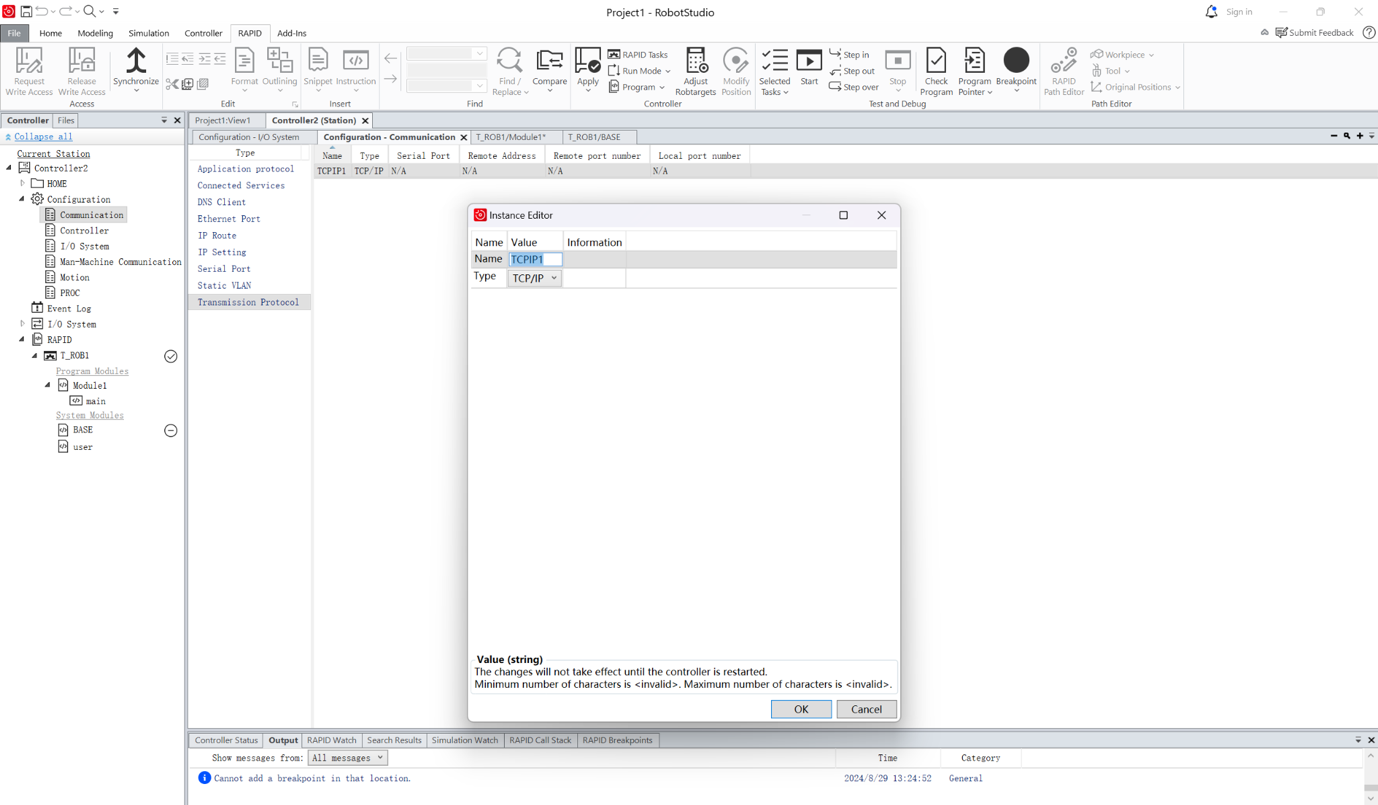 Project1 - RobotStudio
Sign in
File Home Modeling Simulation Controller RAPID Add-Ins
Submit Feedback
Request Write Access
Release Write Access
Synchronize
Format
Outlining
Snippet
Instruction
Find / Replace
Compare
Apply
RAPID Tasks
Run Mode
Program
Adjust Robtargets
Modify Position
Selected Tasks
Start
Step in
Step out
Step over
Stop
Check Program
Program Pointer
Breakpoint
RAPID Path Editor
Workpiece
Tool
Original Positions
Access Edit Insert Find Controller Test and Debug Path Editor
Controller Files
Collapse all
Current Station
Controller2
HOME
Configuration
Communication
Controller
I/O System
Man-Machine Communication
Motion
PROC
Event Log
I/O System
RAPID
T_ROB1
Program Modules
Module1
main
System Modules
BASE
user
Project1:View1 Controller2 (Station)
Configuration - I/O System Configuration - Communication T_ROB1/Module1* T_ROB1/BASE
Type
Application protocol
Connected Services
DNS Client
Ethernet Port
IP Route
IP Setting
Serial Port
Static VLAN
Transmission Protocol
Name Type Serial Port Remote Address Remote port number Local port number
TCPIP1 TCP/IP N/A N/A N/A N/A
Instance Editor
Name Value Information
Name TCPIP1
Type TCP/IP
Value (string)
The changes will not take effect until the controller is restarted.
Minimum number of characters is <invalid>. Maximum number of characters is <invalid>.
OK Cancel
Controller Status Output RAPID Watch Search Results Simulation Watch RAPID Call Stack RAPID Breakpoints
Show messages from: All messages Time Category
Cannot add a breakpoint in that location. 2024/8/29 13:24:52 General